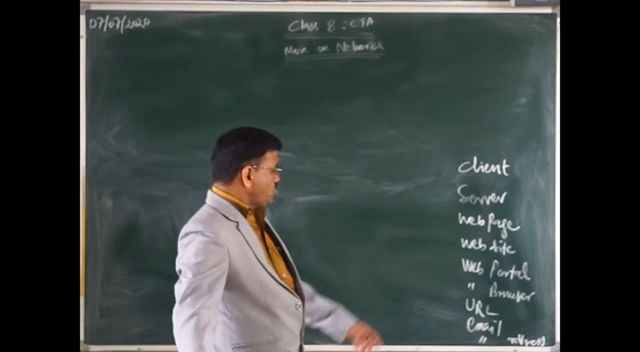 07/07/2020
Class 8 : CTA
More on Networks
Client
Server
Web Page
Web site
Web Portal
" Browser
URL
Email
" address